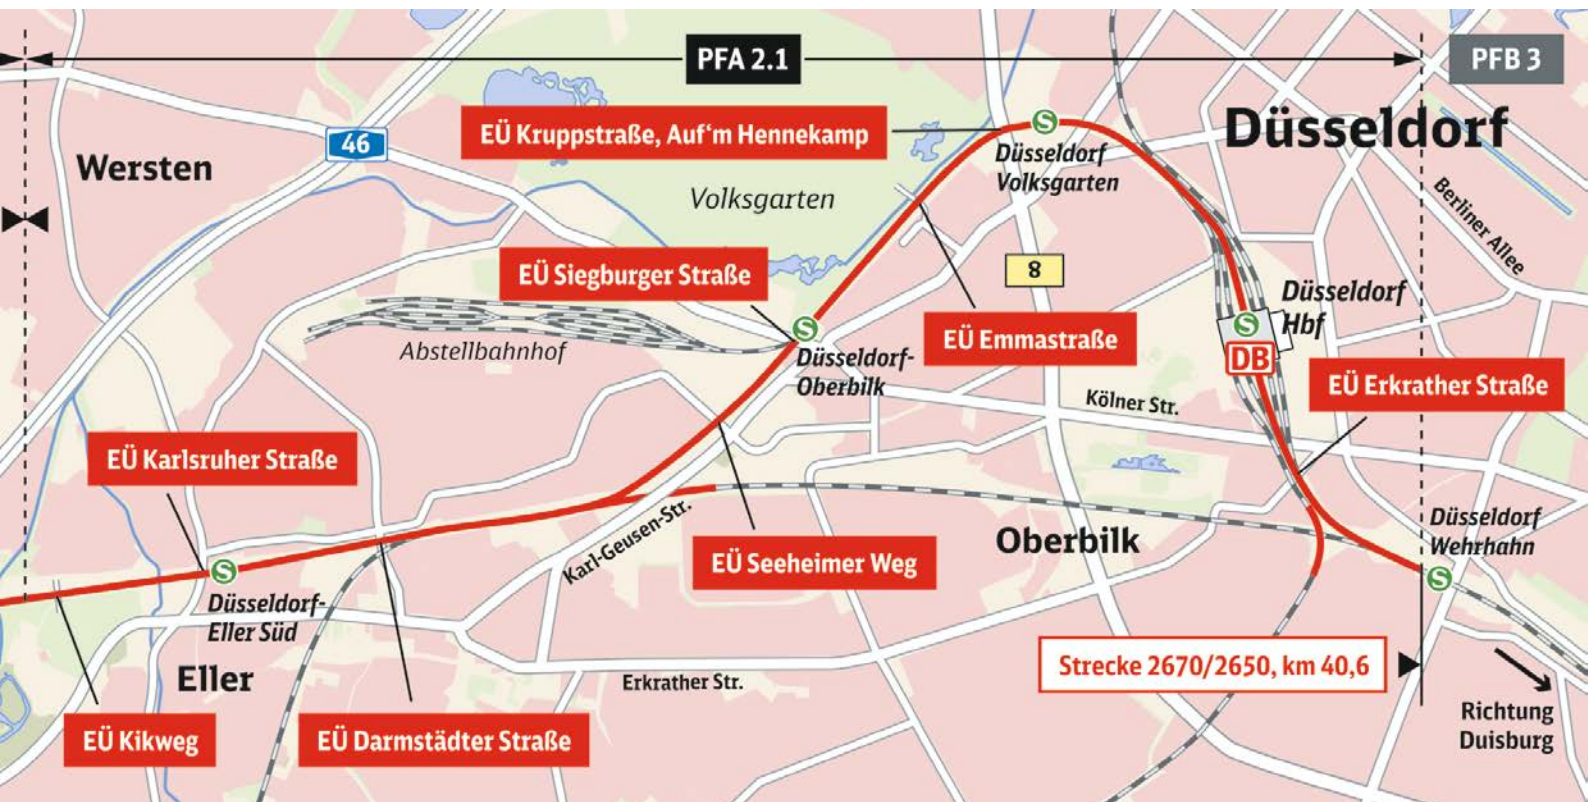 PFA 2.1
PFB 3
Düsseldorf
46
EÜ Kruppstraße, Auf‘m Hennekamp
S
Düsseldorf
Volksgarten
Wersten
Volksgarten
Berliner Allee
EÜ Siegburger Straße
8
Düsseldorf
Hbf
S
DB
S
Düsseldorf-
Oberbilk
EÜ Emmastraße
Abstellbahnhof
Kölner Str.
EÜ Erkrather Straße
EÜ Karlsruher Straße
Karl-Geusen-Str.
Oberbilk
Düsseldorf
Wehrhahn
S
EÜ Seeheimer Weg
S
Düsseldorf-
Eller Süd
Eller
Erkrather Str.
Strecke 2670/2650, km 40,6
Richtung
Duisburg
EÜ Kikweg
EÜ Darmstädter Straße